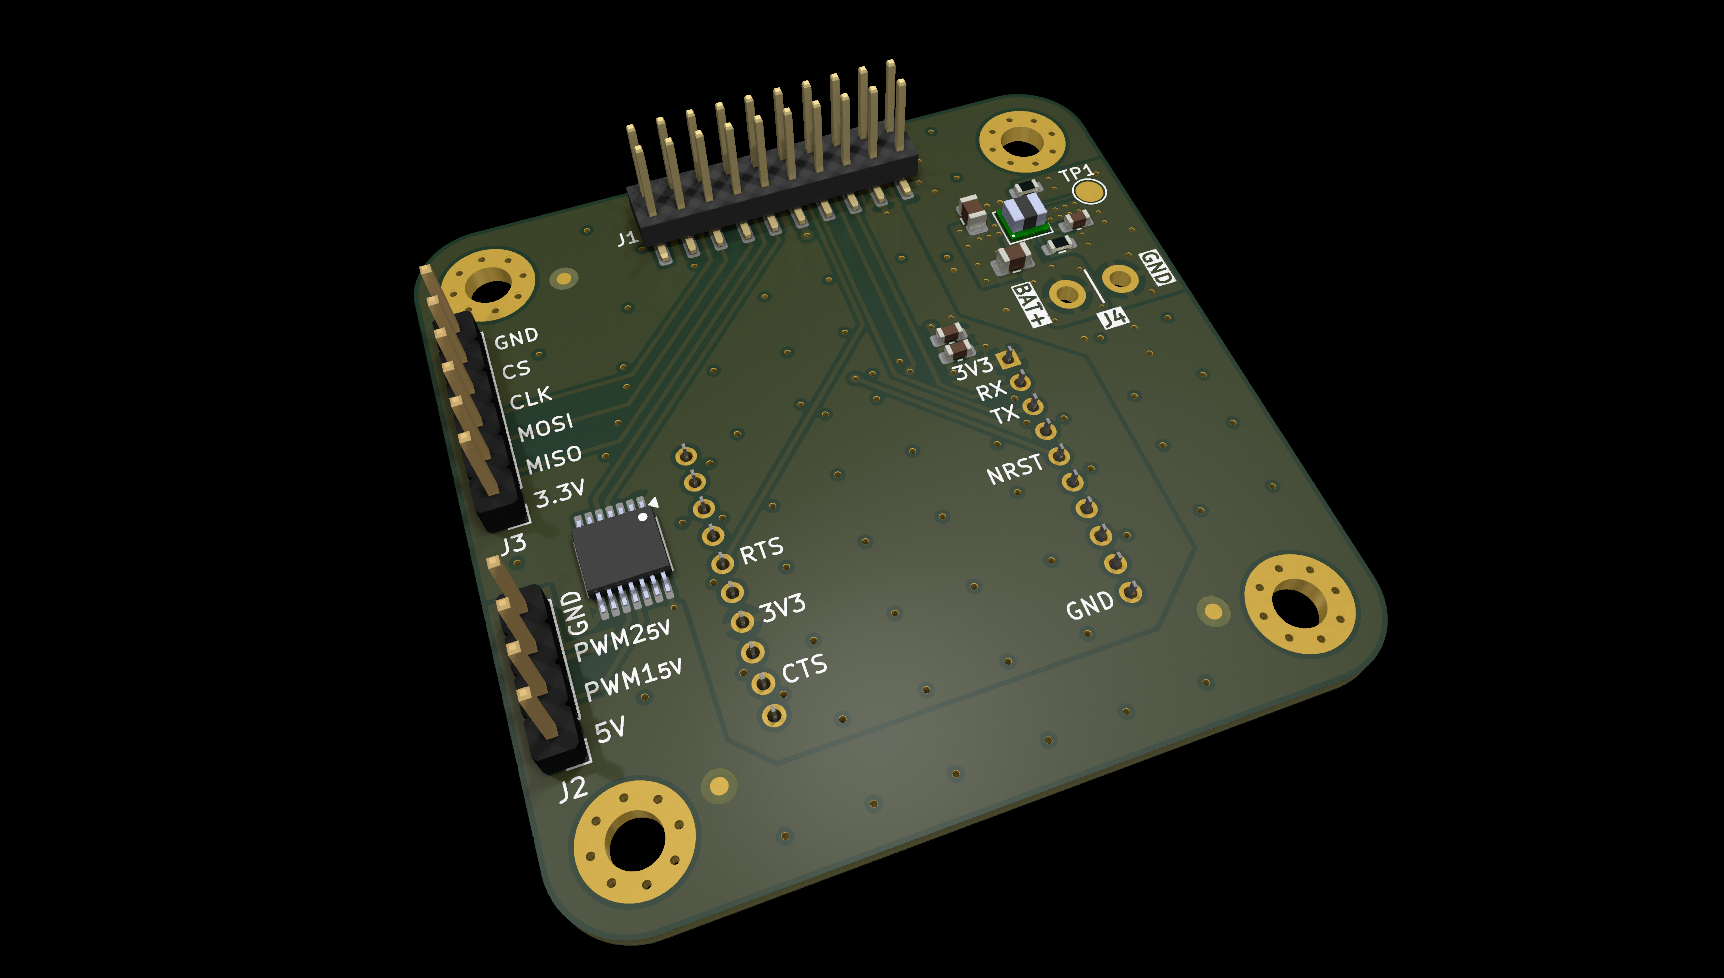 J1
TP1
GND
BAT+
J4
GND
CS
CLK
MOSI
MISO
3.3V
J3
3V3
RX
TX
NRST
GND
RTS
3V3
CTS
GND
PWM25V
PWM15V
5V
J2